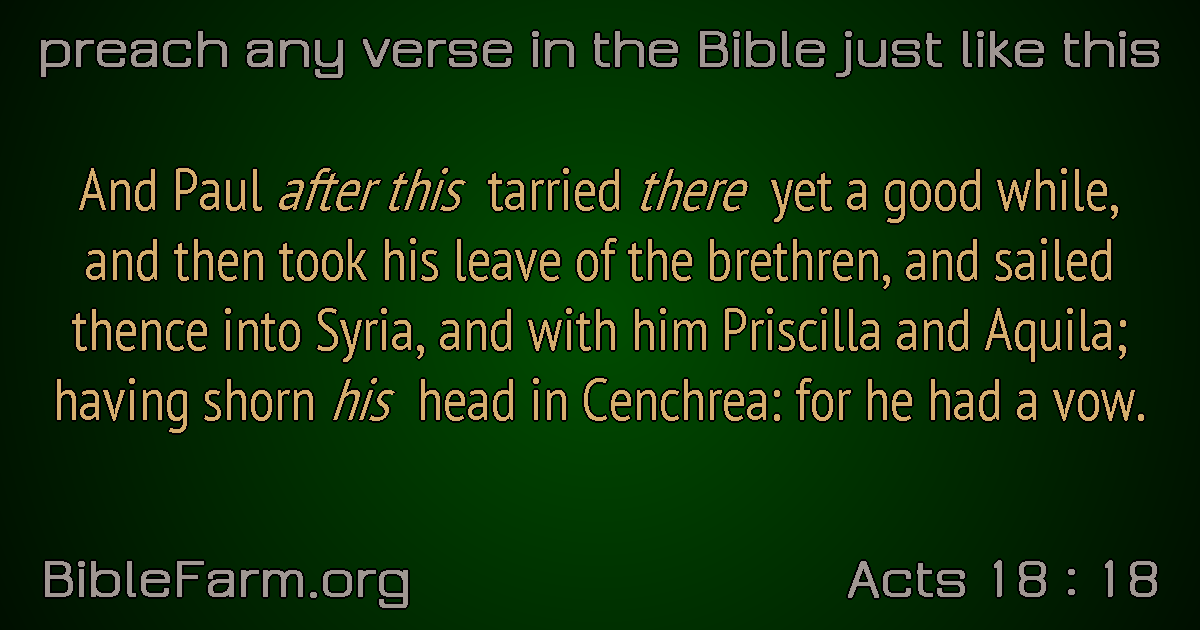 preach any verse in the Bible just like this
And Paul after this tarried there yet a good while,
and then took his leave of the brethren, and sailed
thence into Syria, and with him Priscilla and Aquila;
having shorn his head in Cenchrea: for he had a vow.
BibleFarm.org
Acts 18 : 18